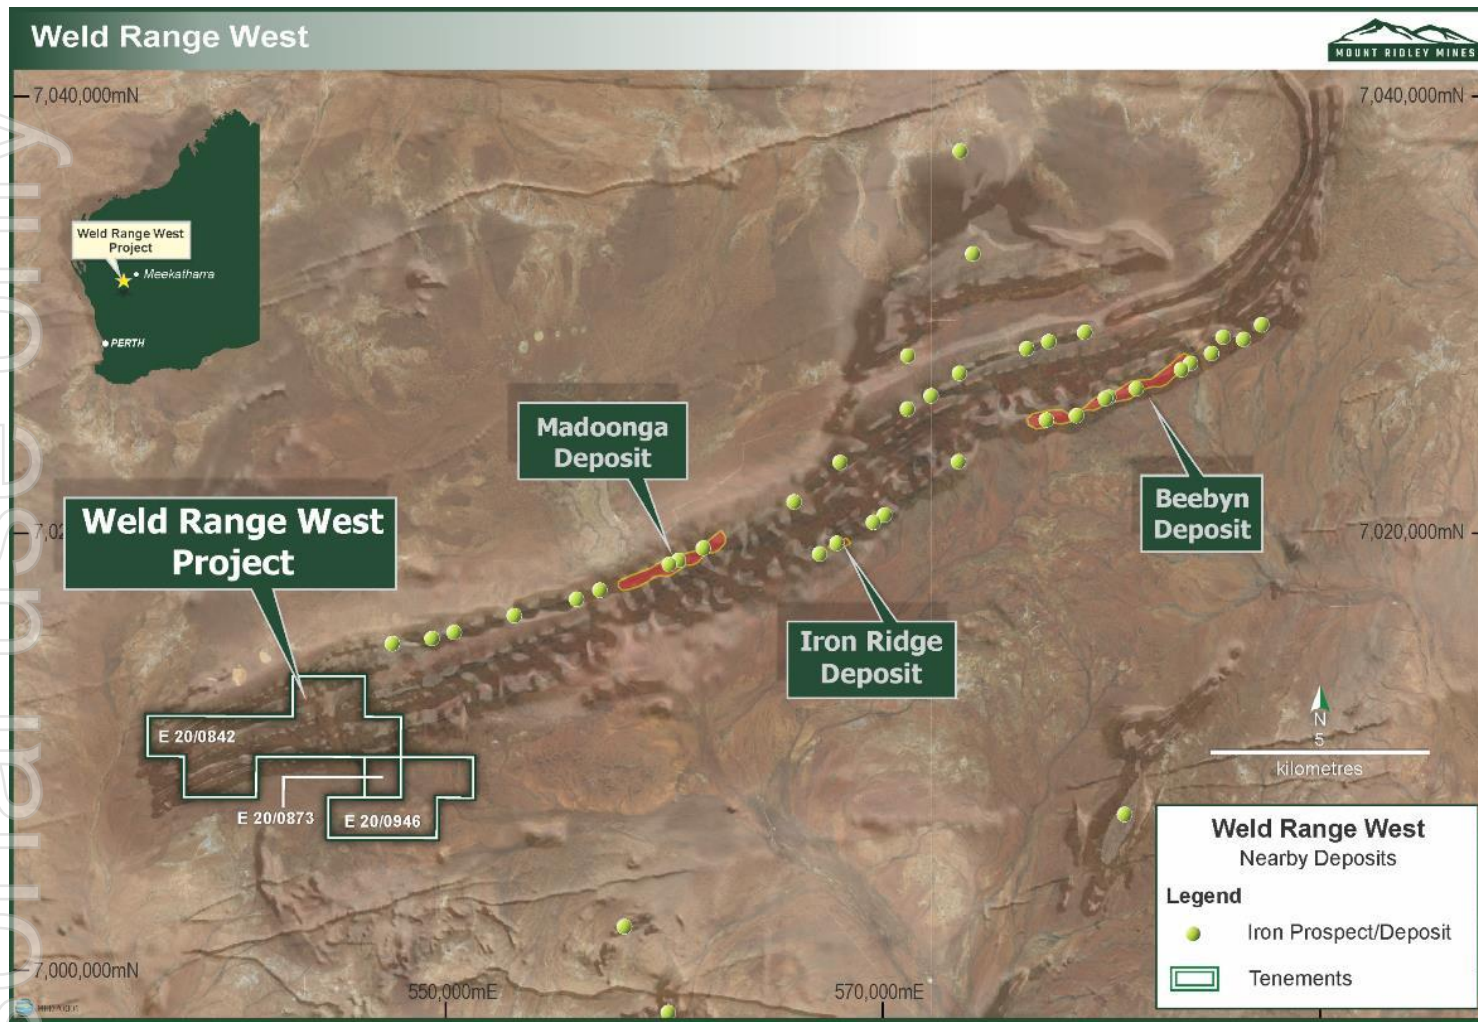 Weld Range West
MOUNT RIDLEY MINES
7,040,000mN
7,040,000mN
Weld Range West
Project
Meekatharra
PERTH
Madoonga
Deposit
Beebyn
Deposit
Weld Range West
Project
7,020,000mN
Iron Ridge
Deposit
E 20/0842
E 20/0873
E 20/0946
N
5
kilometres
Weld Range West
Nearby Deposits
Legend
Iron Prospect/Deposit
Tenements
7,000,000mN
550,000mE
570,000mE